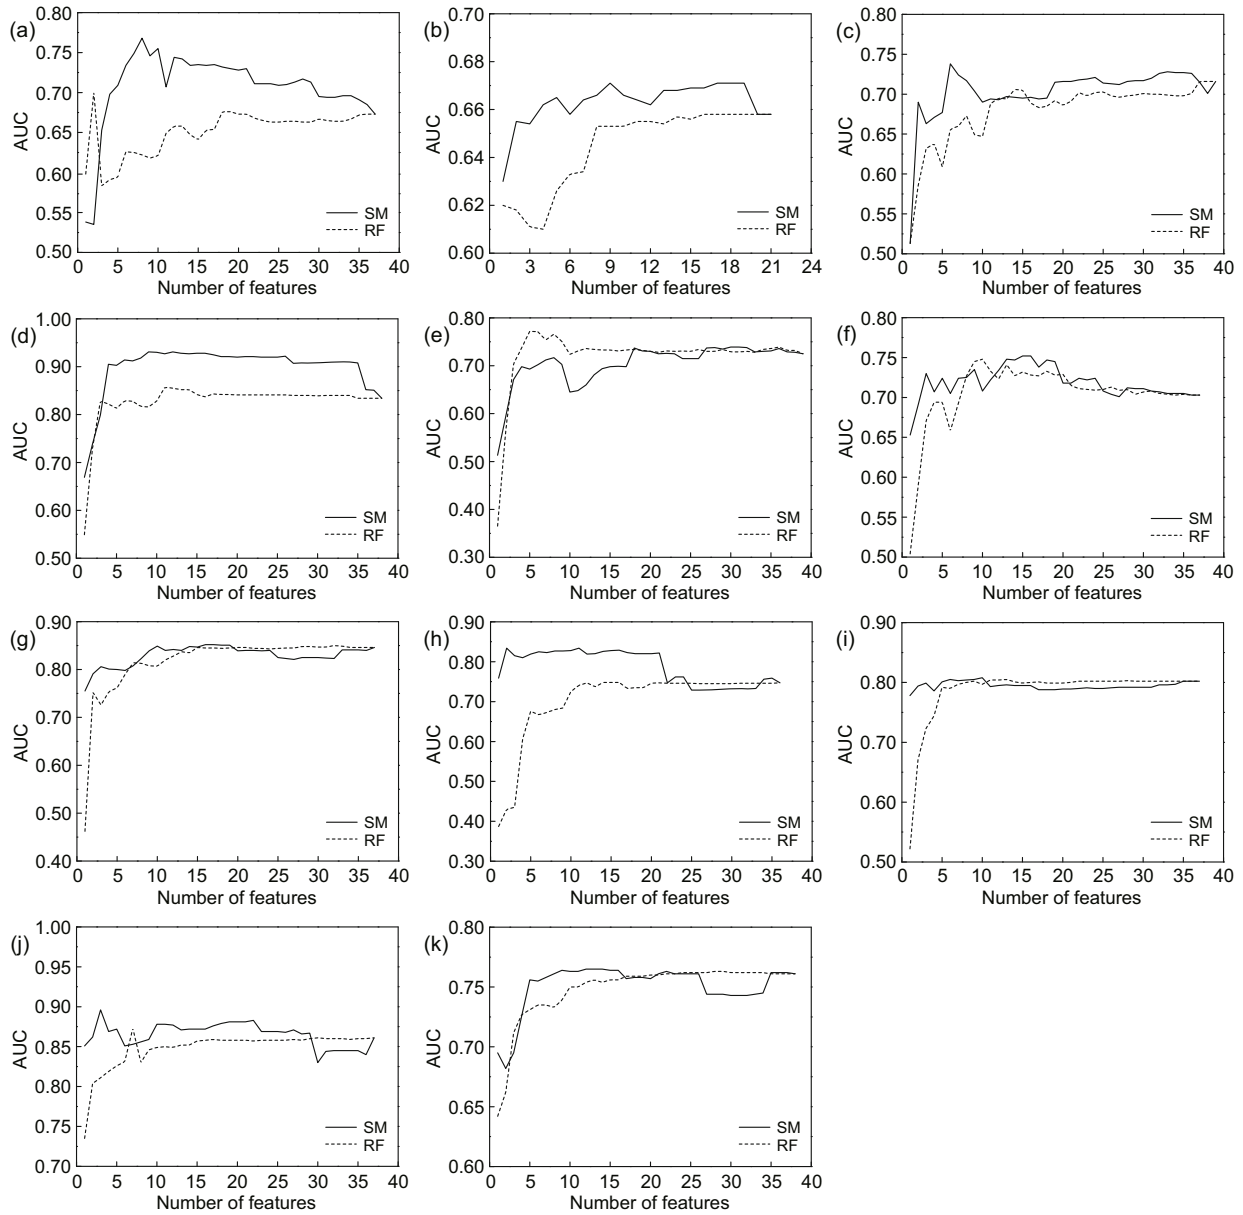 (a)
0.80
0.75
0.70
0.65
0.60
0.55
0.50
AUC
SM
RF
0 5 10 15 20 25 30 35 40
Number of features
(b)
0.70
0.68
0.66
0.64
0.62
0.60
AUC
SM
RF
0 3 6 9 12 15 18 21 24
Number of features
(c)
0.80
0.75
0.70
0.65
0.60
0.55
0.50
AUC
SM
RF
0 5 10 15 20 25 30 35 40
Number of features
(d)
1.00
0.90
0.80
0.70
0.60
0.50
AUC
SM
RF
0 5 10 15 20 25 30 35 40
Number of features
(e)
0.80
0.70
0.60
0.50
0.40
0.30
AUC
SM
RF
0 5 10 15 20 25 30 35 40
Number of features
(f)
0.80
0.75
0.70
0.65
0.60
0.55
0.50
AUC
SM
RF
0 5 10 15 20 25 30 35 40
Number of features
(g)
0.90
0.80
0.70
0.60
0.50
0.40
AUC
SM
RF
0 5 10 15 20 25 30 35 40
Number of features
(h)
0.90
0.80
0.70
0.60
0.50
0.40
0.30
AUC
SM
RF
0 5 10 15 20 25 30 35 40
Number of features
(i)
0.90
0.80
0.70
0.60
0.50
AUC
SM
RF
0 5 10 15 20 25 30 35 40
Number of features
(j)
1.00
0.95
0.90
0.85
0.80
0.75
0.70
AUC
SM
RF
0 5 10 15 20 25 30 35 40
Number of features
(k)
0.80
0.75
0.70
0.65
0.60
AUC
SM
RF
0 5 10 15 20 25 30 35 40
Number of features